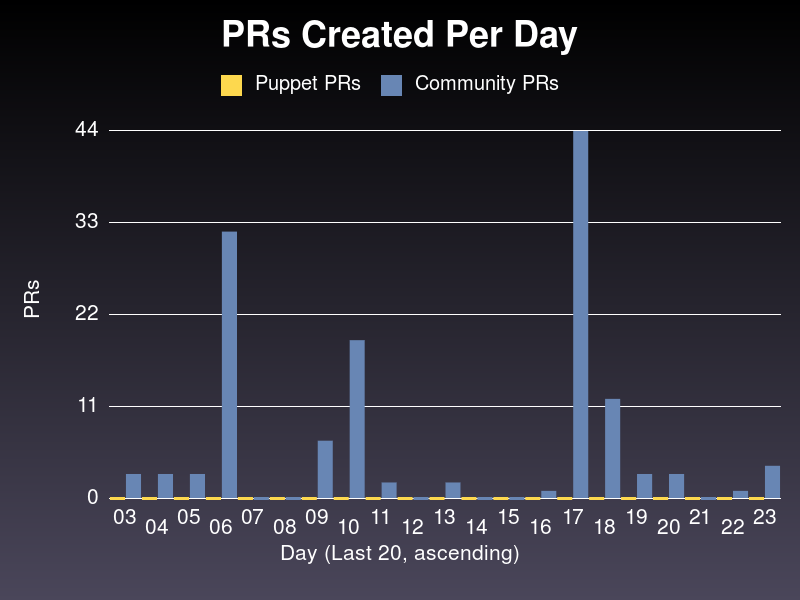 PRs Created Per Day
Puppet PRs Community PRs
44
33
22
11
0
PRs
03 04 05 06 07 08 09 10 11 12 13 14 15 16 17 18 19 20 21 22 23
Day (Last 20, ascending)